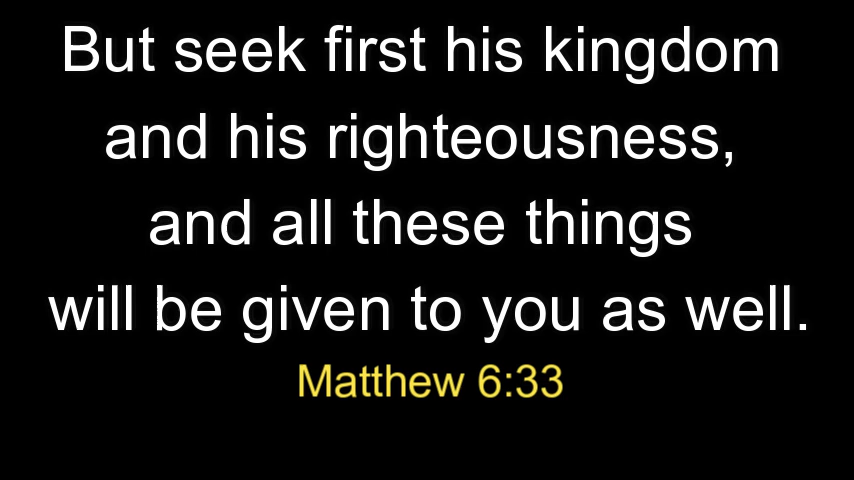 But seek first his kingdom
and his righteousness,
and all these things
will be given to you as well.
Matthew 6:33